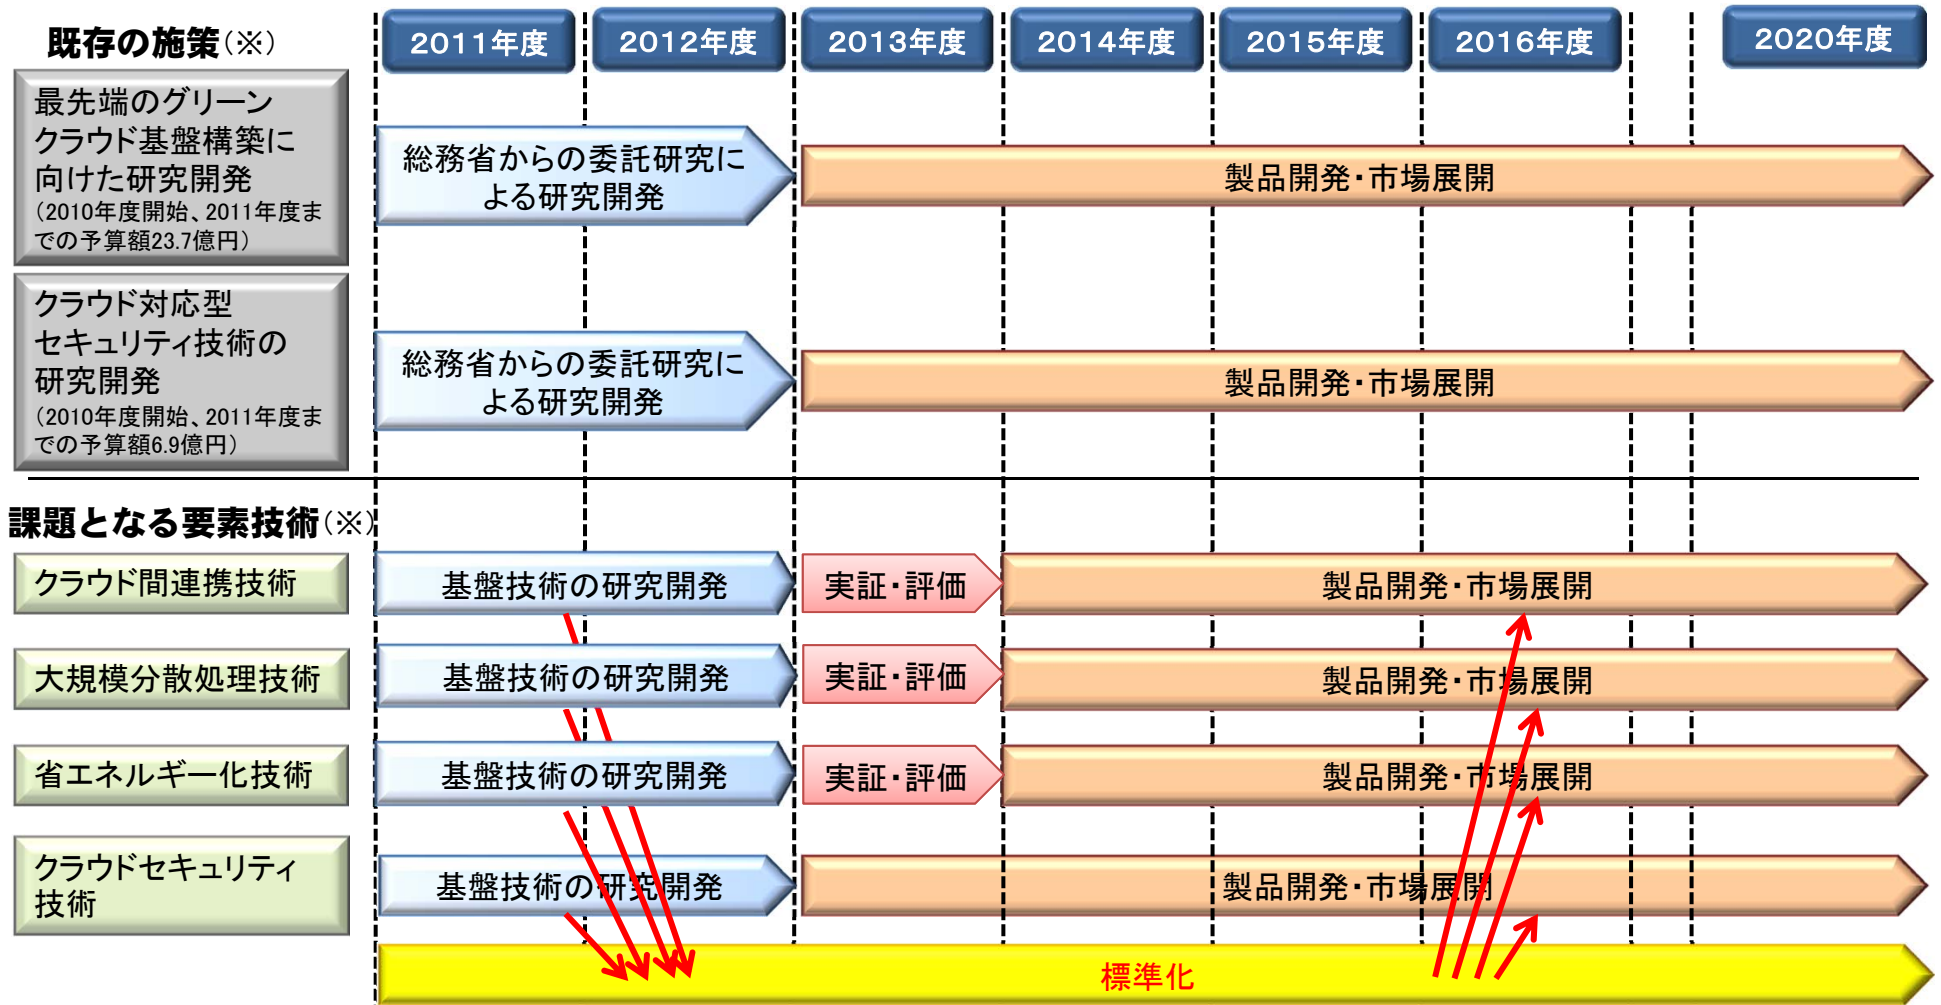 既存の施策（※）
2011年度
2012年度
2013年度
2014年度
2015年度
2016年度
2020年度
最先端のグリーン
クラウド基盤構築に
向けた研究開発
（2010年度開始、2011年度ま
での予算額23.7億円）
総務省からの委託研究に
よる研究開発
製品開発・市場展開
クラウド対応型
セキュリティ技術の
研究開発
（2010年度開始、2011年度ま
での予算額6.9億円）
総務省からの委託研究に
よる研究開発
製品開発・市場展開
課題となる要素技術（※）
クラウド間連携技術
基盤技術の研究開発
実証・評価
製品開発・市場展開
大規模分散処理技術
基盤技術の研究開発
実証・評価
製品開発・市場展開
省エネルギー化技術
基盤技術の研究開発
実証・評価
製品開発・市場展開
クラウドセキュリティ
技術
基盤技術の研究開発
製品開発・市場展開
標準化